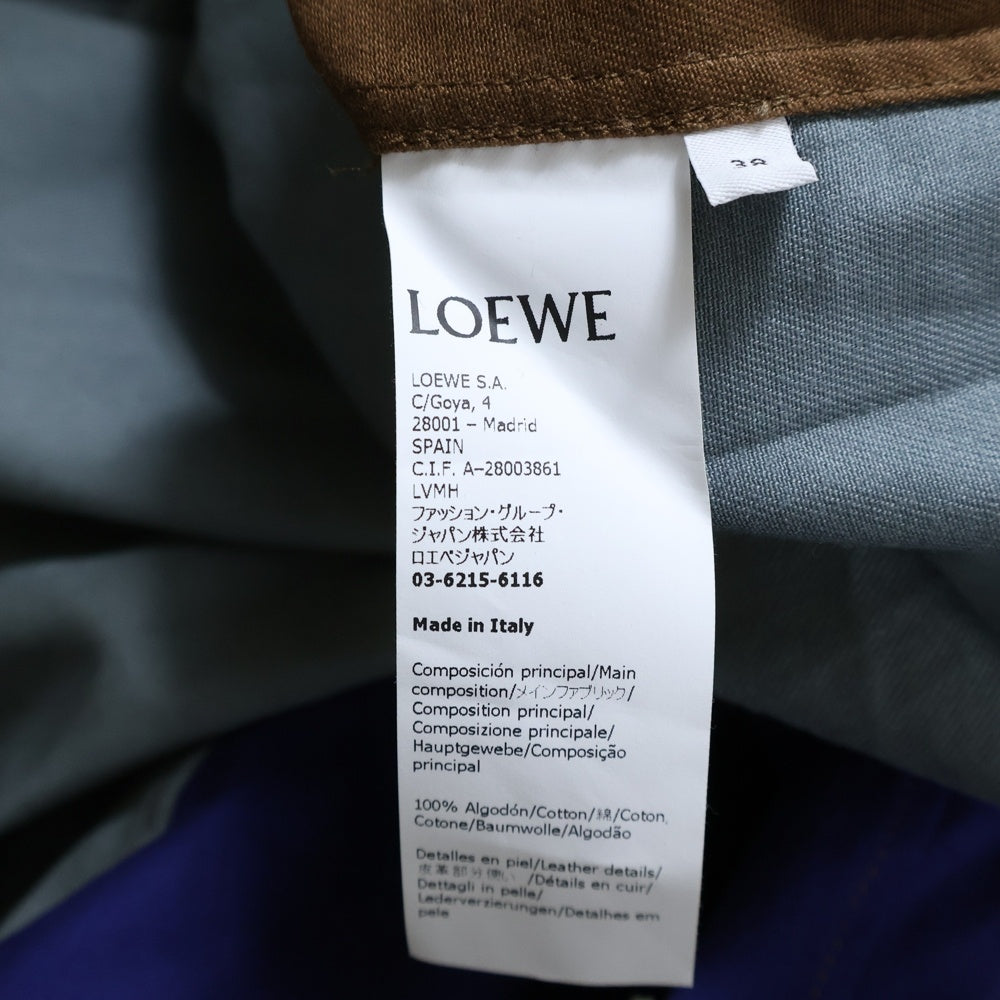 38
LOEWE
LOEWE S.A.
C/Goya, 4
28001 – Madrid
SPAIN
C.I.F. A-28003861
LVMH
ファッション・グループ・
ジャパン株式会社
ロエベジャパン
03-6215-6116
Made in Italy
Composición principal/Main
composition/メインファブリック/
Composition principal/
Composizione principale/
Hauptgewebe/Composição
principal
100% Algodón/Cotton/綿/Coton,
Cotone/Baumwolle/Algodão
Detalles en piel/Leather details/
皮革部分使い /Détails en cuir/
Dettagli in pelle/
Lederverzierungen/Detalhes em
pele